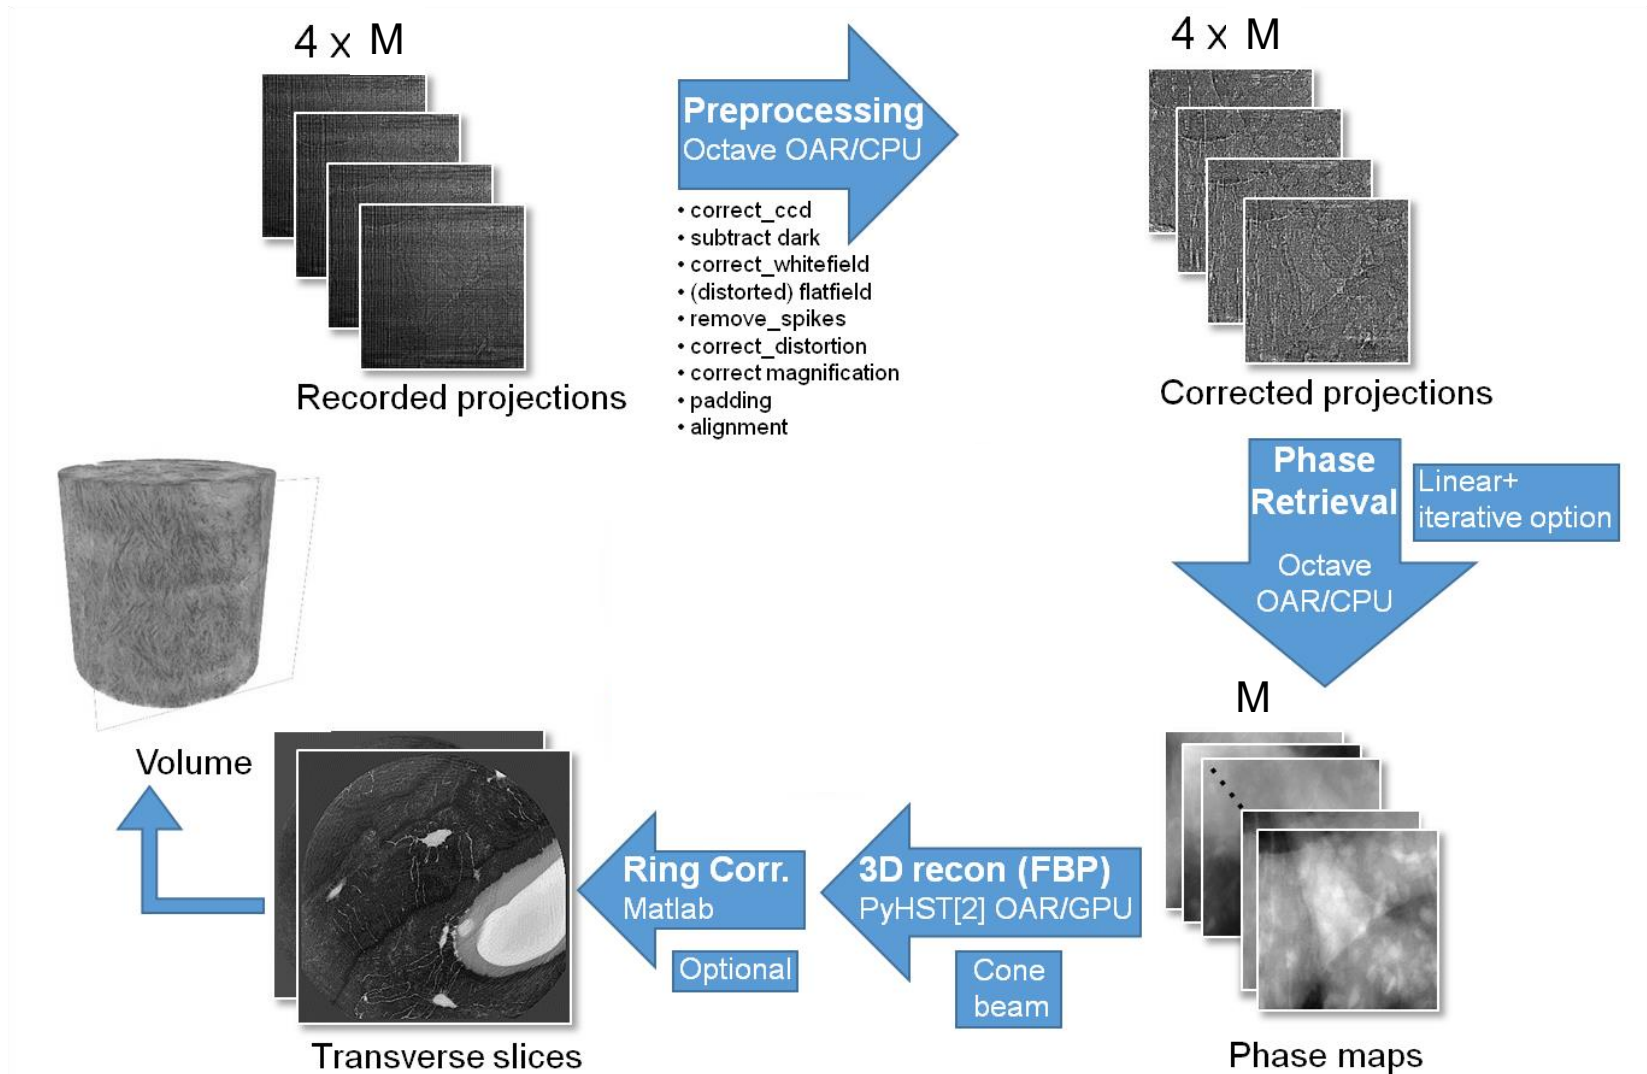 4 x M
Recorded projections
Preprocessing
Octave OAR/CPU
• correct_ccd
• subtract dark
• correct_whitefield
• (distorted) flatfield
• remove_spikes
• correct_distortion
• correct magnification
• padding
• alignment
4 x M
Corrected projections
Phase
Retrieval
Octave
OAR/CPU
Linear+
iterative option
M
Phase maps
3D recon (FBP)
PyHST[2] OAR/GPU
Cone
beam
Ring Corr.
Matlab
Optional
Transverse slices
Volume